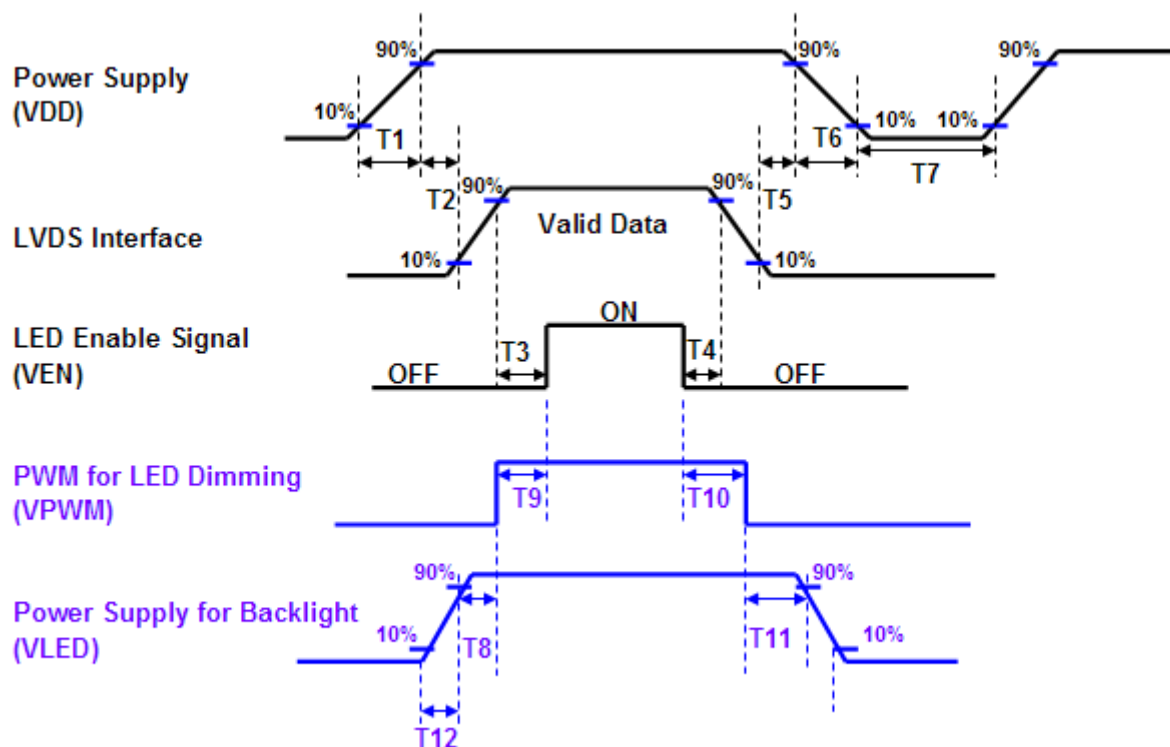 90% 90% 90%
Power Supply
(VDD)
10% 10% 10%
T1 T6
T7
T2 90% 90% T5
Valid Data
LVDS Interface
10% 10%
ON
LED Enable Signal
(VEN)
T3 T4
OFF OFF
PWM for LED Dimming
(VPWM)
T9 T10
90% 90%
Power Supply for Backlight
(VLED)
10% 10%
T8 T11
T12